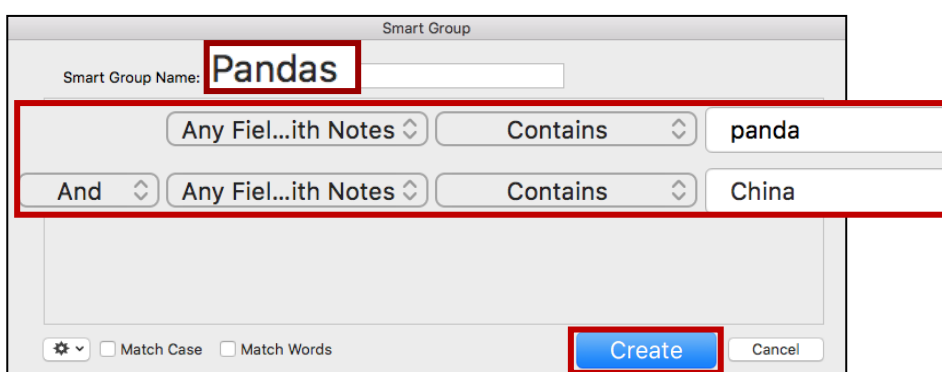 Smart Group
Smart Group Name: Pandas
Any Fiel...ith Notes Contains panda
And Any Fiel...ith Notes Contains China
Match Case Match Words Create Cancel